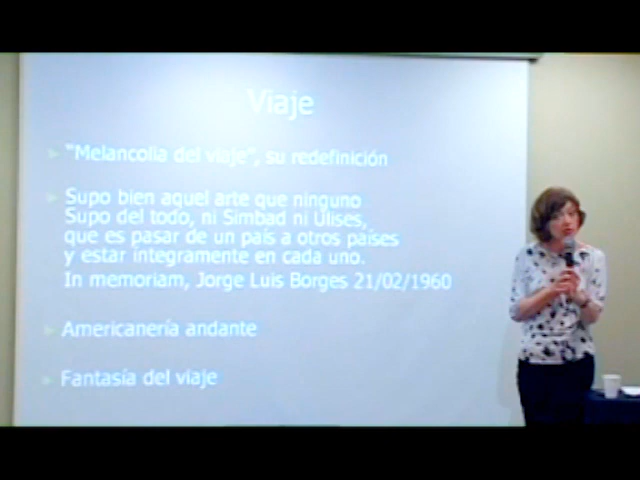 Viaje
"Melancolía del viaje", su redefinición
Supo bien aquel arte que ninguno
Supo del todo, ni Simbad ni Ulises,
que es pasar de un país a otros países
y estar íntegramente en cada uno.
In memoriam, Jorge Luis Borges 21/02/1960
Americanería andante
Fantasía del viaje